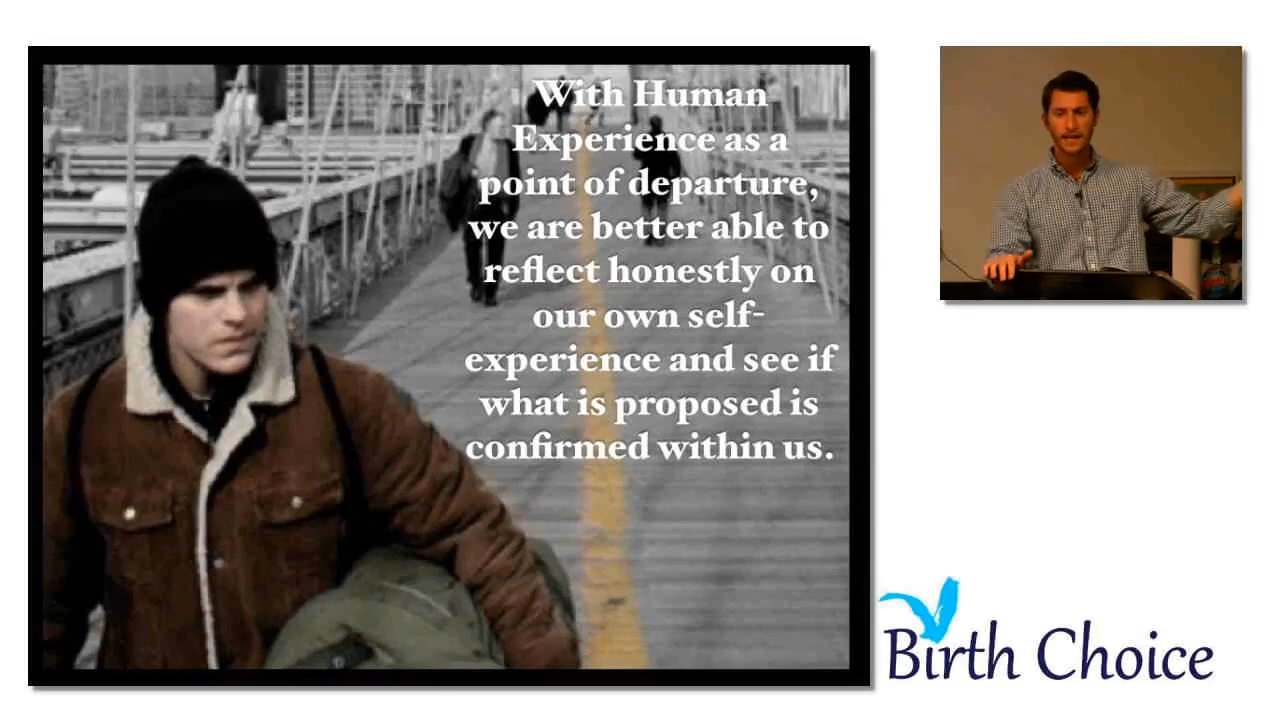 With Human
Experience as a
point of departure,
we are better able to
reflect honestly on
our own self-
experience and see if
what is proposed is
confirmed within us.
Birth Choice